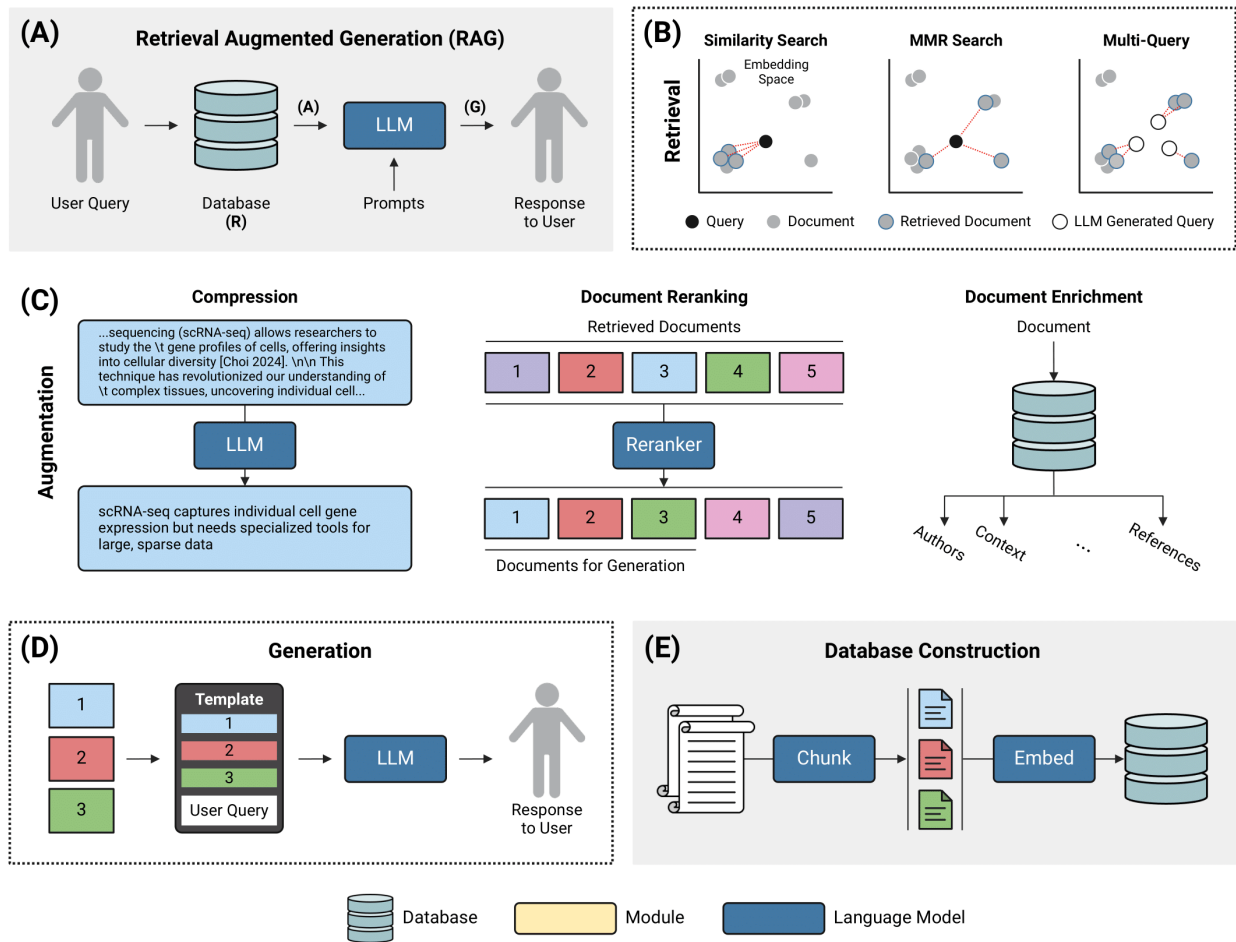 (A)
Retrieval Augmented Generation (RAG)
(A)
(G)
LLM
User Query
Database
(R)
Prompts
Response
to User
(B)
Retrieval
Similarity Search
MMR Search
Multi-Query
Embedding
Space
Query
Document
Retrieved Document
LLM Generated Query
(C)
Augmentation
Compression
...sequencing (scRNA-seq) allows researchers to
study the \t gene profiles of cells, offering insights
into cellular diversity [Choi 2024]. \n\n This
technique has revolutionized our understanding of
\t complex tissues, uncovering individual cell...
LLM
scRNA-seq captures individual cell gene
expression but needs specialized tools for
large, sparse data
Document Reranking
Retrieved Documents
1 2 3 4 5
Reranker
1 2 3 4 5
Documents for Generation
Document Enrichment
Document
Authors
Context
...
References
(D)
Generation
1
2
3
Template
1
2
3
User Query
LLM
Response
to User
(E)
Database Construction
Chunk
Embed
Database
Module
Language Model